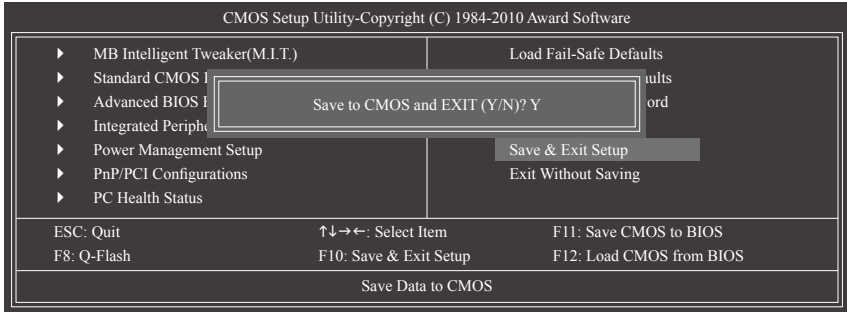 CMOS Setup Utility-Copyright (C) 1984-2010 Award Software
MB Intelligent Tweaker(M.I.T.)
Load Fail-Safe Defaults
Standard CMOS
Advanced BIOS
Integrated
Save to CMOS and EXIT (Y/N)? Y
Power Management Setup
Save & Exit Setup
PnP/PCI Configurations
Exit Without Saving
PC Health Status
ESC: Quit
↑↓→←: Select Item
F11: Save CMOS to BIOS
F8: Q-Flash
F10: Save & Exit Setup
F12: Load CMOS from BIOS
Save Data to CMOS